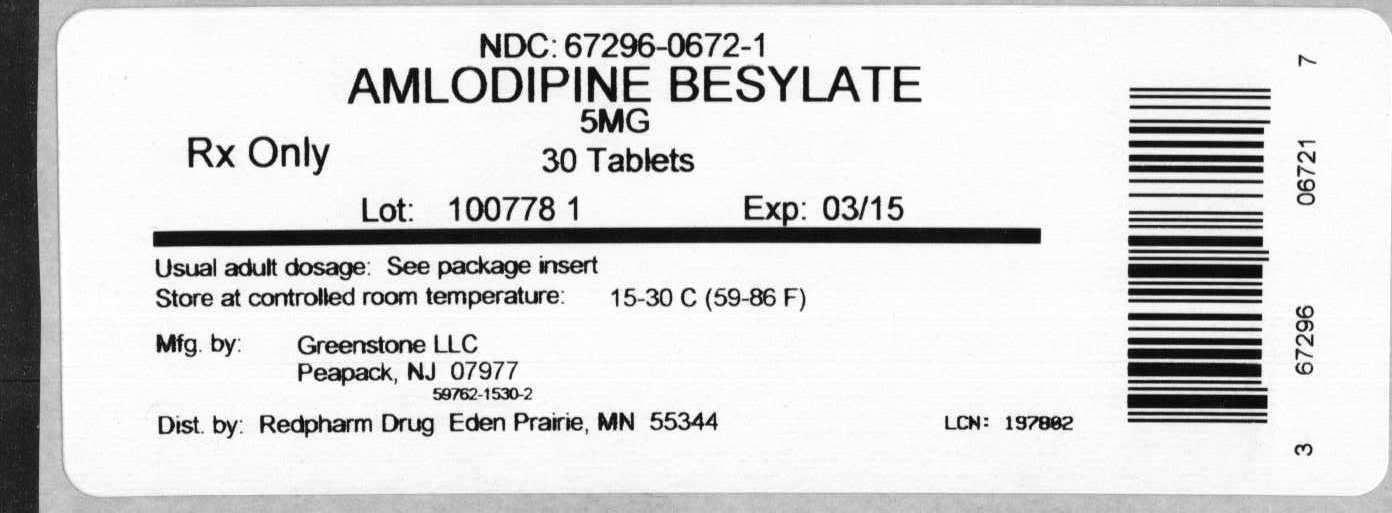 NDC: 67296-0672-1
AMLODIPINE BESYLATE
5MG
Rx Only 30 Tablets
Lot: 100778 1 Exp: 03/15
Usual adult dosage: See package insert
Store at controlled room temperature: 15-30 C (59-86 F)
Mfg. by: Greenstone LLC
Peapack, NJ 07977
59762-1530-2
Dist. by: Redpharm Drug Eden Prairie, MN 55344 LCN: 197802
3 67296 06721 7